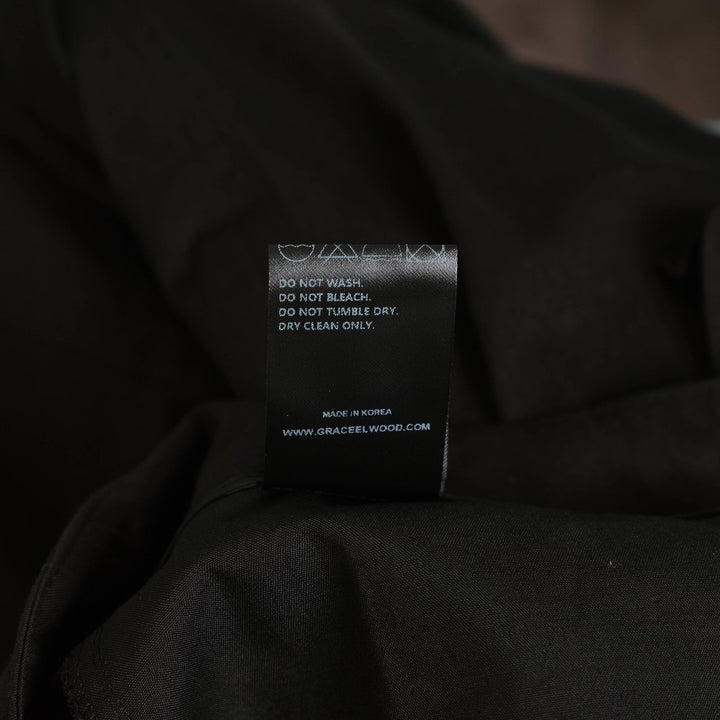 DO NOT WASH.
DO NOT BLEACH.
DO NOT TUMBLE DRY.
DRY CLEAN ONLY.
MADE IN KOREA
WWW.GRACEELWOOD.COM